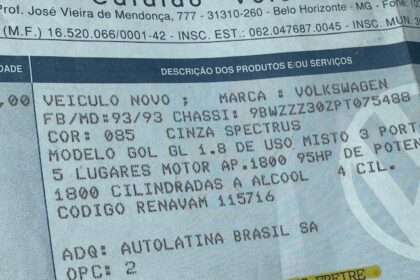 Prof. José Vieira de Mendonça, 777 - 31310-260 - Belo Horizonte - MG - Fone:
(M.F.) 16.520.066/0001-42 - INSC. EST.: 062.047687.0045 - INSC. MUN
DADE DESCRIÇÃO DOS PRODUTOS E/OU SERVIÇOS
,00 VEICULO NOVO ; MARCA : VOLKSWAGEN
FB/MD:93/93 CHASSI: 9BWZZZ30ZPT075488
COR: 085 CINZA SPECTRUS
MODELO GOL GL 1.8 DE USO MISTO 3 PORT
5 LUGARES MOTOR AP.1800 95HP DE POTEN
1800 CILINDRADAS A ALCOOL 4 CIL.
CODIGO RENAVAM 115716
ADQ: AUTOLATINA BRASIL SA
OPC: 2
FRETRE